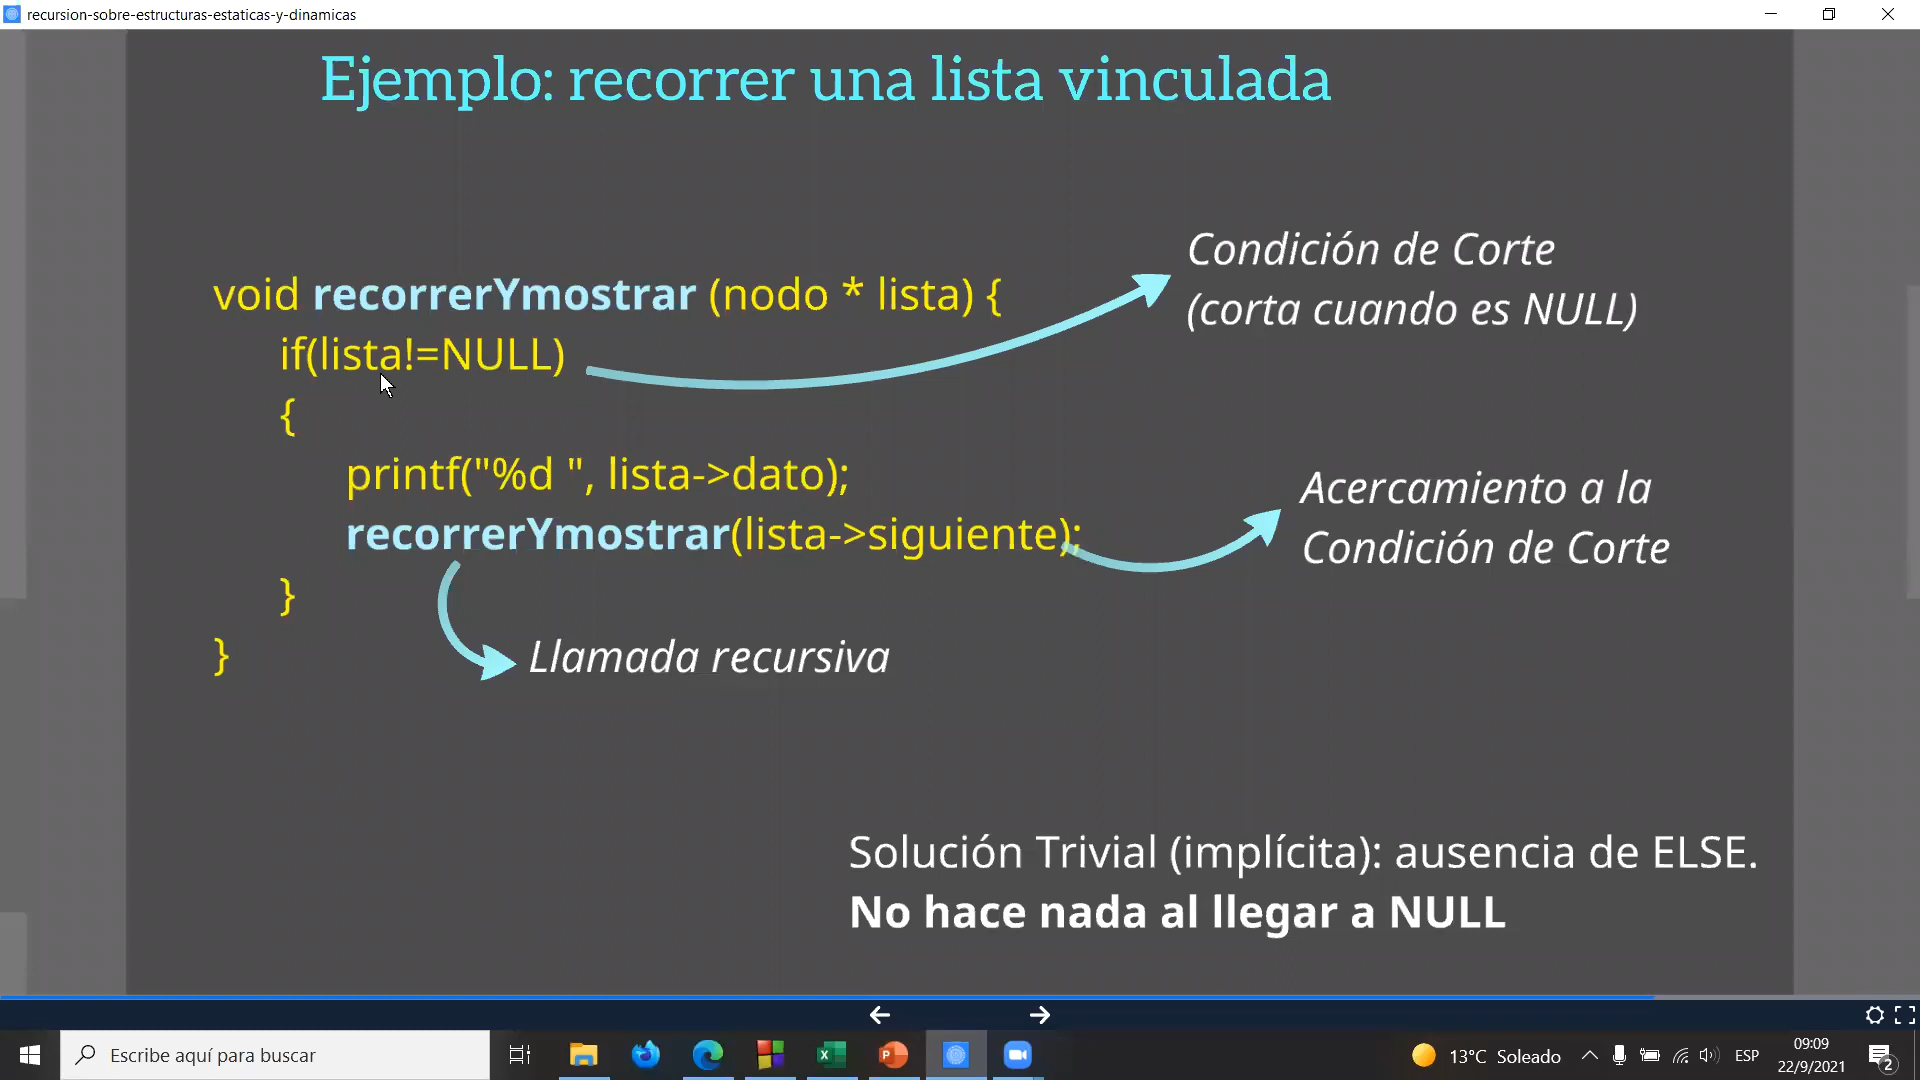 recursion-sobre-estructuras-estaticas-y-dinamicas
Ejemplo: recorrer una lista vinculada
void recorrerYmostrar (nodo * lista) {
if(lista!=NULL)
{
printf("%d ", lista->dato);
recorrerYmostrar(lista->siguiente);
}
}
Condición de Corte
(corta cuando es NULL)
Acercamiento a la
Condición de Corte
Llamada recursiva
Solución Trivial (implícita): ausencia de ELSE.
No hace nada al llegar a NULL
Escribe aquí para buscar
13°C Soleado
ESP
09:09
22/9/2021
2